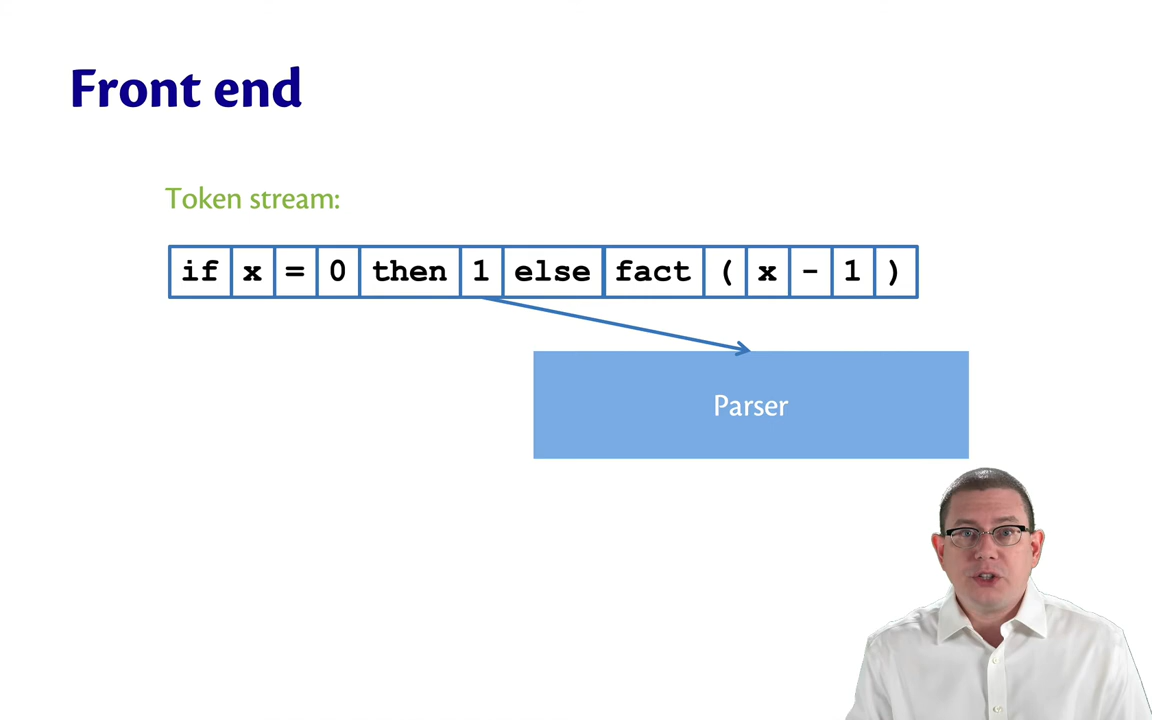 Front end
Token stream:
if x = 0 then 1 else fact ( x - 1 )
Parser